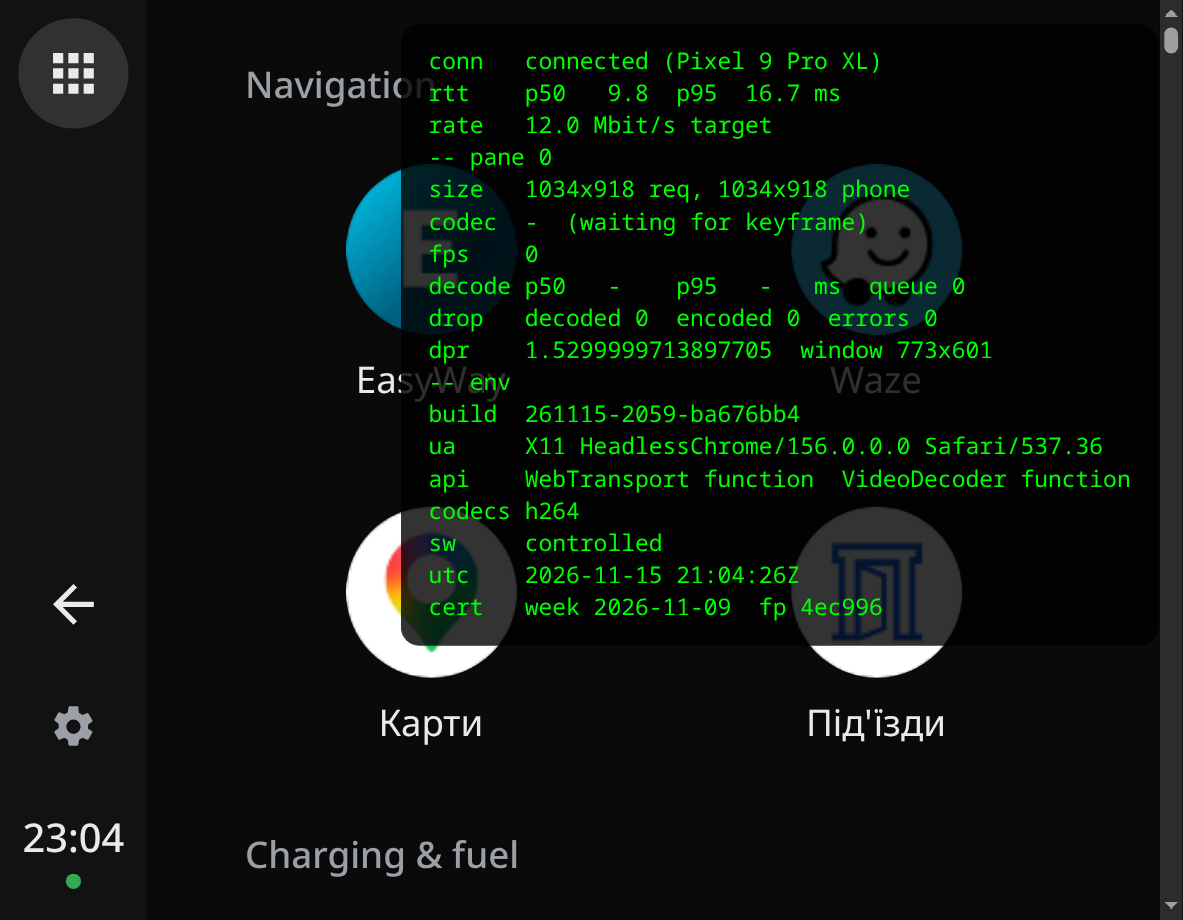 Navigation
conn connected (Pixel 9 Pro XL)
rtt p50 9.8 p95 16.7 ms
rate 12.0 Mbit/s target
-- pane 0
size 1034x918 req, 1034x918 phone
codec - (waiting for keyframe)
fps 0
decode p50 - p95 - ms queue 0
drop decoded 0 encoded 0 errors 0
dpr 1.5299999713897705 window 773x601
-- env
build 261115-2059-ba676bb4
ua X11 HeadlessChrome/156.0.0.0 Safari/537.36
api WebTransport function VideoDecoder function
codecs h264
sw controlled
utc 2026-11-15 21:04:26Z
cert week 2026-11-09 fp 4ec996
E
EasyWay
Waze
Карти
Під'їзди
Charging & fuel
23:04